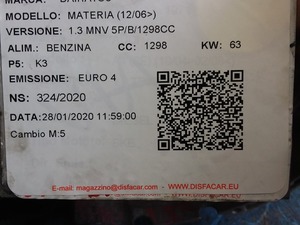 MODELLO: MATERIA (12/06>)
VERSIONE: 1.3 MNV 5P/B/1298CC
ALIM.: BENZINA CC: 1298 KW: 63
P5: K3
EMISSIONE: EURO 4
NS: 324/2020
DATA:28/01/2020 11:59:00
Cambio M:5
E-mail: magazzino@disfacar.eu - WWW.DISFACAR.EU